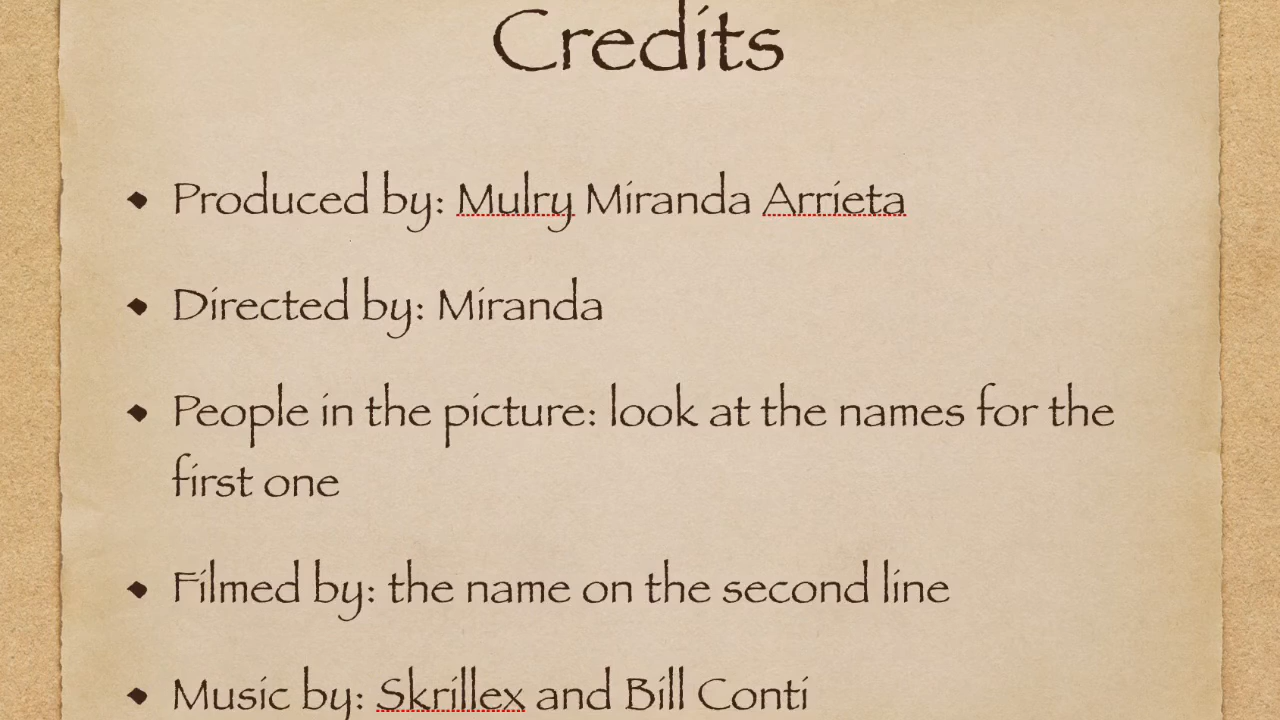 Credits
Produced by: Mulry Miranda Arrieta
Directed by: Miranda
People in the picture: look at the names for the
first one
Filmed by: the name on the second line
Music by: Skrillex and Bill Conti